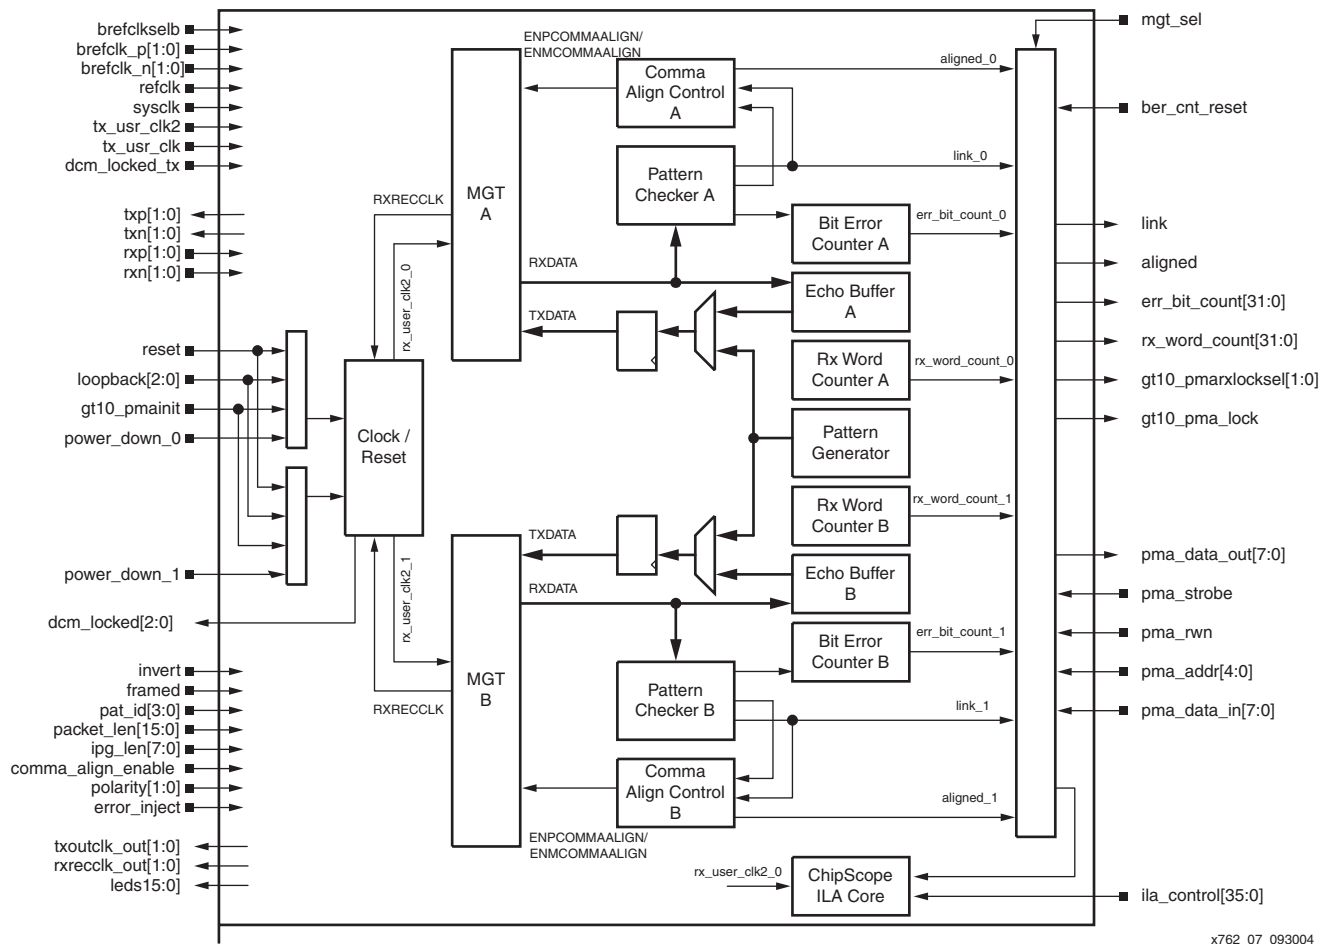 brefclkselb
brefclk_p[1:0]
brefclk_n[1:0]
refclk
sysclk
tx_usr_clk2
tx_usr_clk
dcm_locked_tx
txp[1:0]
txn[1:0]
rxp[1:0]
rxn[1:0]
reset
loopback[2:0]
gt10_pmainit
power_down_0
power_down_1
dcm_locked[2:0]
invert
framed
pat_id[3:0]
packet_len[15:0]
ipg_len[7:0]
comma_align_enable
polarity[1:0]
error_inject
txoutclk_out[1:0]
rxrecclk_out[1:0]
leds15:0]
Clock /
Reset
RXRECCLK
rx_user_clk2_0
rx_user_clk2_1
RXRECCLK
MGT
A
MGT
B
ENPCOMMAALIGN/
ENMCOMMAALIGN
RXDATA
TXDATA
TXDATA
RXDATA
ENPCOMMAALIGN/
ENMCOMMAALIGN
Comma
Align Control
A
Pattern
Checker A
Bit Error
Counter A
Echo Buffer
A
Rx Word
Counter A
Pattern
Generator
Rx Word
Counter B
Echo Buffer
B
Bit Error
Counter B
Pattern
Checker B
Comma
Align Control
B
rx_user_clk2_0
ChipScope
ILA Core
aligned_0
link_0
err_bit_count_0
rx_word_count_0
rx_word_count_1
err_bit_count_1
link_1
aligned_1
mgt_sel
ber_cnt_reset
link
aligned
err_bit_count[31:0]
rx_word_count[31:0]
gt10_pmarxlocksel[1:0]
gt10_pma_lock
pma_data_out[7:0]
pma_strobe
pma_rwn
pma_addr[4:0]
pma_data_in[7:0]
ila_control[35:0]
x762_07_093004